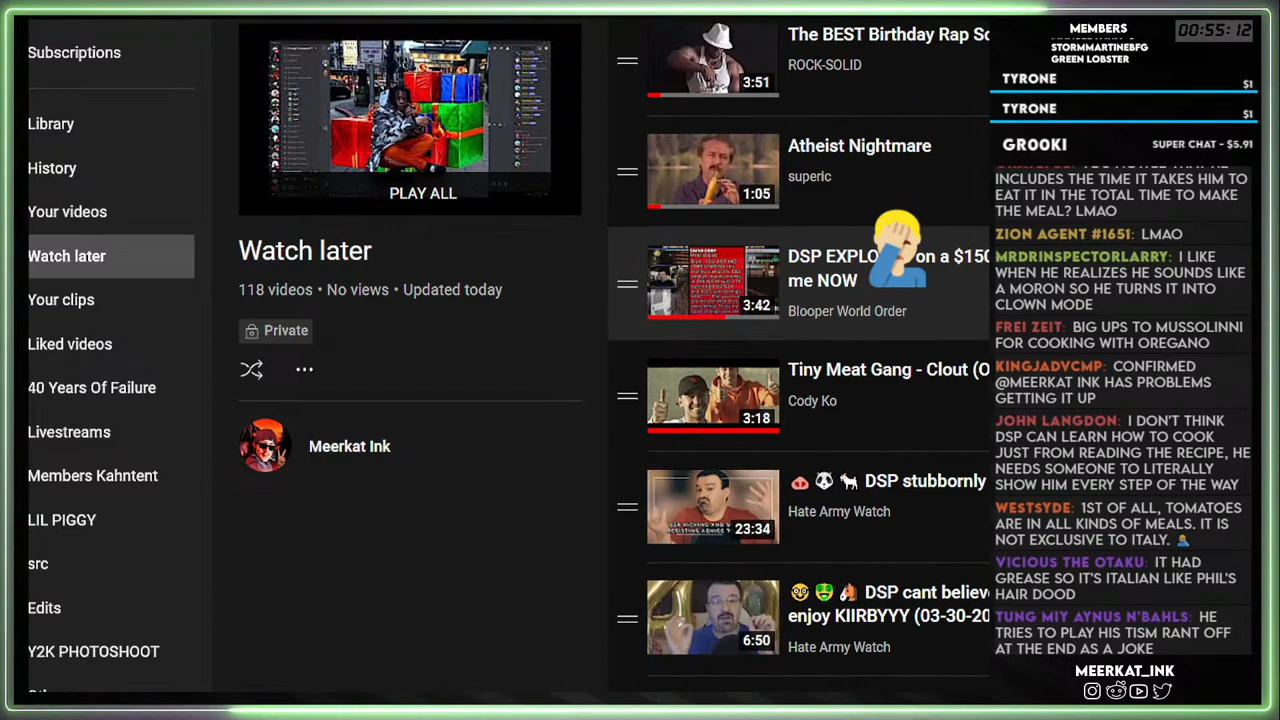 Subscriptions
Library
History
Your videos
Watch later
Your clips
Liked videos
40 Years Of Failure
Livestreams
Members Kahntent
LIL PIGGY
src
Edits
Y2K PHOTOSHOOT
PLAY ALL
Watch later
118 videos • No views • Updated today
Private
Meerkat Ink
The BEST Birthday Rap So
ROCK-SOLID
3:51
Atheist Nightmare
superic
1:05
DSP EXPLO on a $150
me NOW
Blooper World Order
3:42
Tiny Meat Gang - Clout (O
Cody Ko
3:18
DSP stubbornly
Hate Army Watch
23:34
DSP cant believe
enjoy KIIRBYYY (03-30-20
Hate Army Watch
6:50
MEMBERS
00:55:12
STORMMARTINEBFG
GREEN LOBSTER
TYRONE $1
TYRONE $1
GROOKI SUPER CHAT - $5.91
INCLUDES THE TIME IT TAKES HIM TO
EAT IT IN THE TOTAL TIME TO MAKE
THE MEAL? LMAO
ZION AGENT #1651: LMAO
MRDRINSPECTORLARRY: I LIKE
WHEN HE REALIZES HE SOUNDS LIKE
A MORON SO HE TURNS IT INTO
CLOWN MODE
FREI ZEIT: BIG UPS TO MUSSOLINNI
FOR COOKING WITH OREGANO
KINGJADVCMP: CONFIRMED
@MEERKAT INK HAS PROBLEMS
GETTING IT UP
JOHN LANGDON: I DON'T THINK
DSP CAN LEARN HOW TO COOK
JUST FROM READING THE RECIPE, HE
NEEDS SOMEONE TO LITERALLY
SHOW HIM EVERY STEP OF THE WAY
WESTSYDE: 1ST OF ALL, TOMATOES
ARE IN ALL KINDS OF MEALS. IT IS
NOT EXCLUSIVE TO ITALY.
VICIOUS THE OTAKU: IT HAD
GREASE SO IT'S ITALIAN LIKE PHIL'S
HAIR DOOD
TUNG MIY AYNUS N'BAHLS: HE
TRIES TO PLAY HIS TISM RANT OFF
AT THE END AS A JOKE
MEERKAT_INK